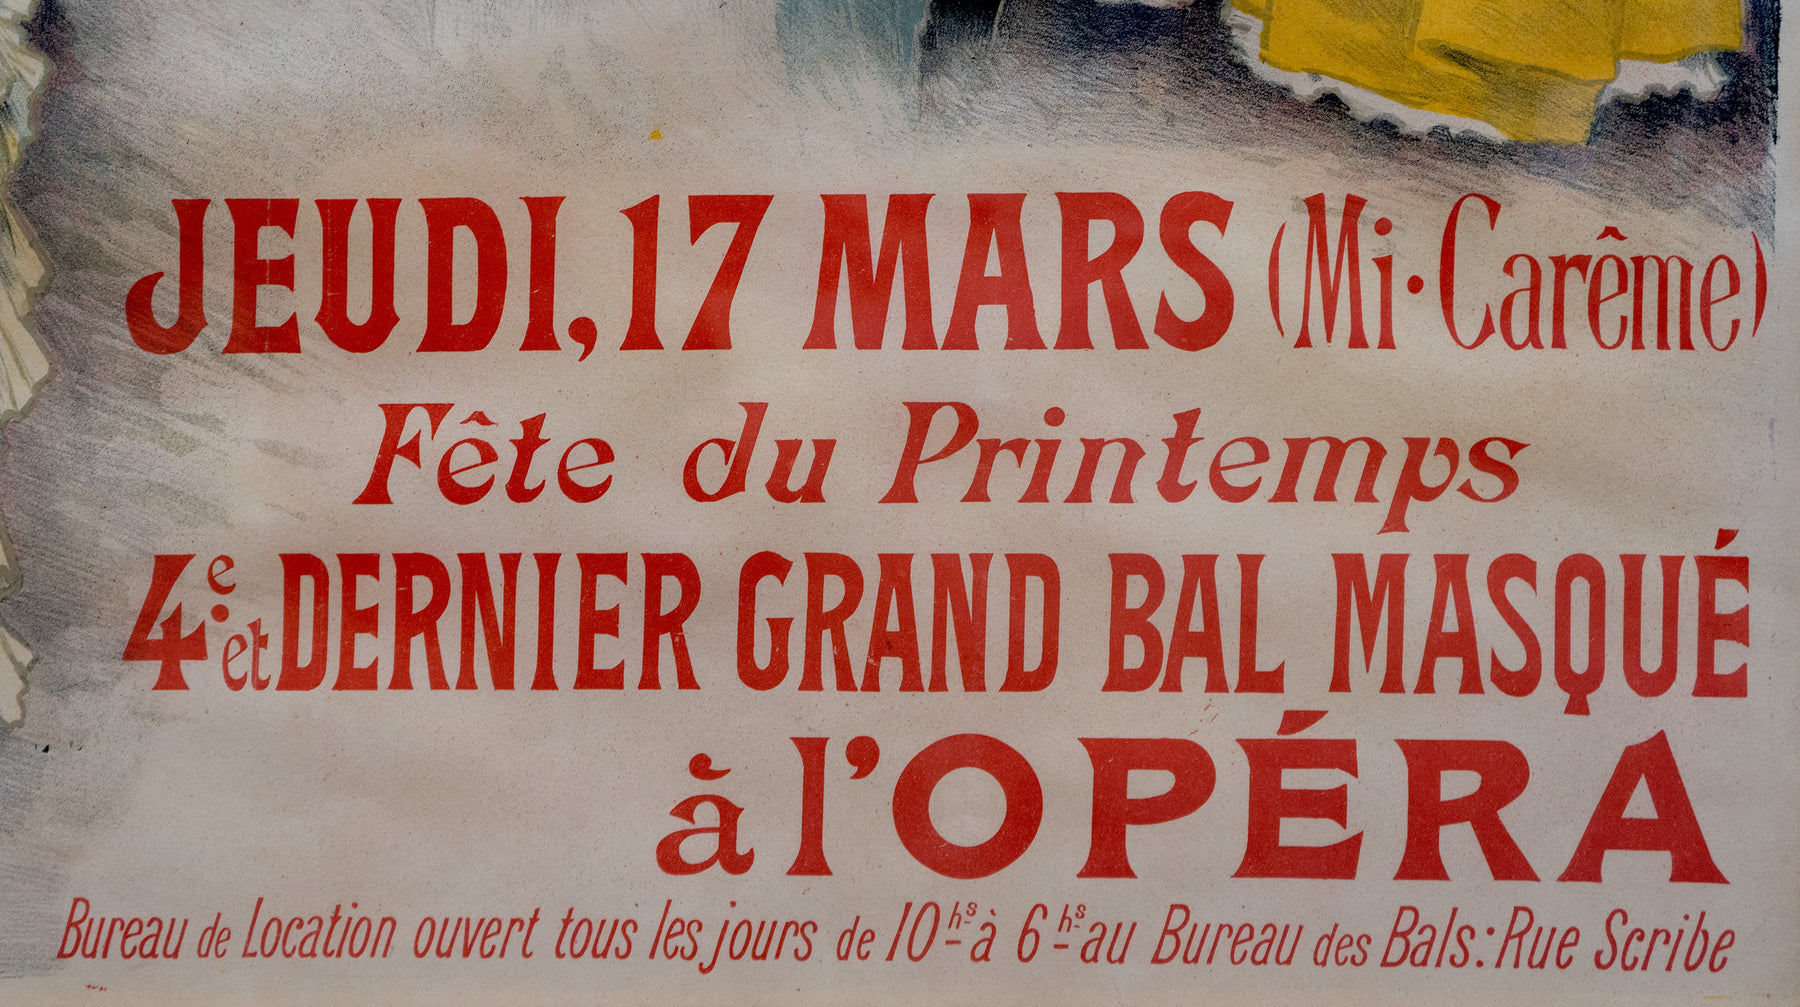 JEUDI, 17 MARS (Mi-Carême)
Fête du Printemps
4e. et DERNIER GRAND BAL MASQUÉ
à l'OPÉRA
Bureau de Location ouvert tous les jours de 10hs à 6hs au Bureau des Bals: Rue Scribe